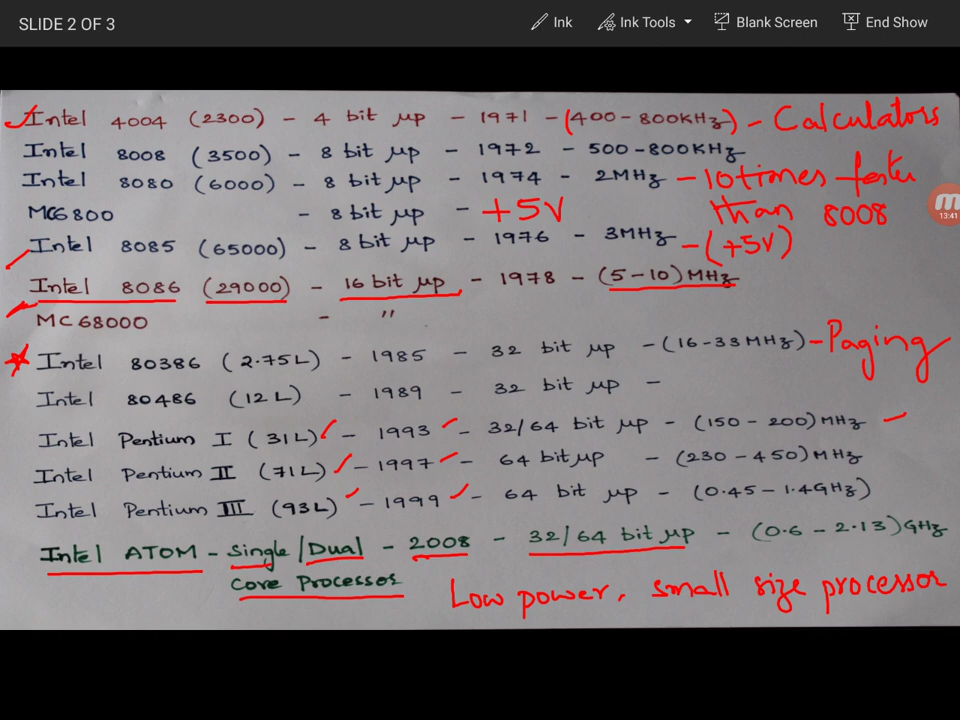 SLIDE 2 OF 3
Ink
Ink Tools
Blank Screen
End Show
Intel 4004 (2300) - 4 bit μp - 1971 - (400 - 800KHz) - Calculators
Intel 8008 (3500) - 8 bit μp - 1972 - 500-800KHz
Intel 8080 (6000) - 8 bit μp - 1974 - 2MHz - 10 times faster
MC6800 - 8 bit μp - +5V than 8008
13:41
Intel 8085 (65000) - 8 bit μp - 1976 - 3MHz - (+5V)
Intel 8086 (29000) - 16 bit μp - 1978 - (5-10) MHz
MC68000 - "
Intel 80386 (2.75L) - 1985 - 32 bit μp - (16-33MHz) - Paging
Intel 80486 (12L) - 1989 - 32 bit μp -
Intel Pentium I (31L) - 1993 - 32/64 bit μp - (150 - 200) MHz
Intel Pentium II (71L) - 1997 - 64 bit μp - (230 - 450) MHz
Intel Pentium III (93L) - 1999 - 64 bit μp - (0.45 - 1.4GHz)
Intel ATOM - Single/Dual - 2008 - 32/64 bit μp - (0.6 - 2.13) GHz
Core Processors
Low power, small size processor